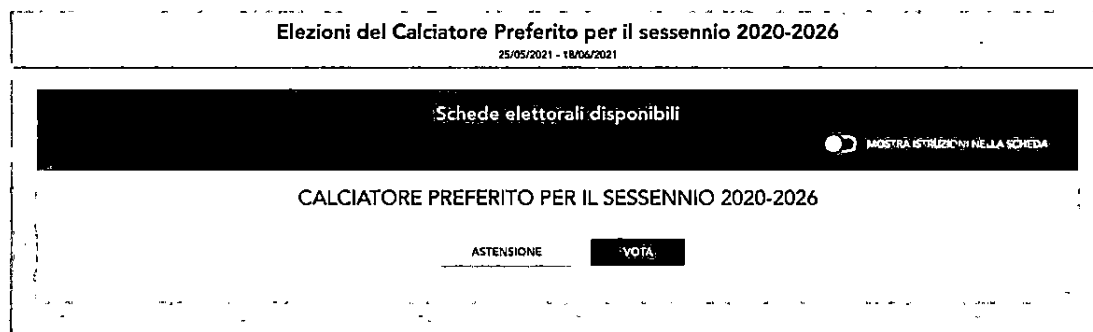 Elezioni del Calciatore Preferito per il sessennio 2020-2026
25/05/2021 - 18/06/2021
Schede elettorali disponibili
MOSTRA ISTRUZIONI NELLA SCHEDA
CALCIATORE PREFERITO PER IL SESSENNIO 2020-2026
ASTENSIONE VOTA